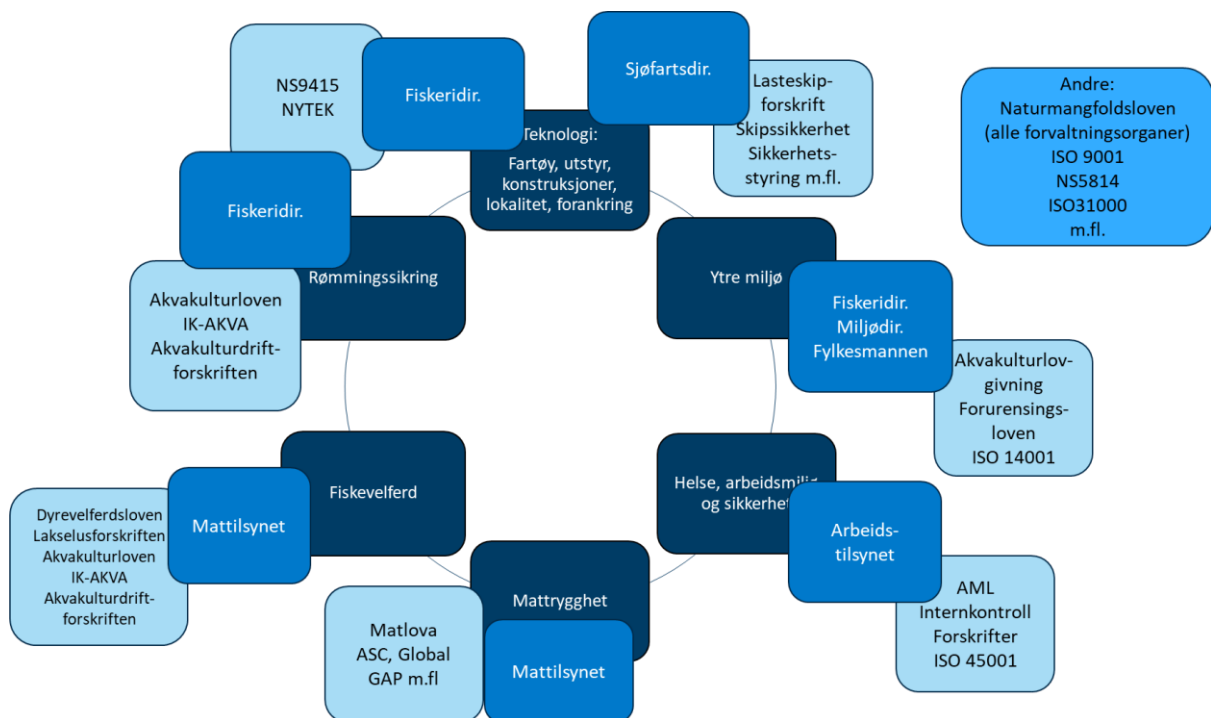 NS9415
NYTEK
Fiskeridir.
Sjøfartsdir.
Lasteskip-
forskrift
Skipssikkerhet
Sikkerhets-
styring m.fl.
Andre:
Naturmangfoldsloven
(alle forvaltningsorganer)
ISO 9001
NS5814
ISO31000
m.fl.
Teknologi:
Fartøy, utstyr,
konstruksjoner,
lokalitet, forankring
Fiskeridir.
Rømmingssikring
Akvakulturloven
IK-AKVA
Akvakulturdrift-
forskriften
Ytre miljø
Fiskeridir.
Miljødir.
Fylkesmannen
Akvakulturlov-
givning
Forurensings-
loven
ISO 14001
Fiskevelferd
Mattilsynet
Dyrevelferdsloven
Lakselusforskriften
Akvakulturloven
IK-AKVA
Akvakulturdrift-
forskriften
Helse, arbeidsmiljø
og sikkerhet
Arbeids-
tilsynet
AML
Internkontroll
Forskrifter
ISO 45001
Mattrygghet
Mattilsynet
Matlova
ASC, Global
GAP m.fl